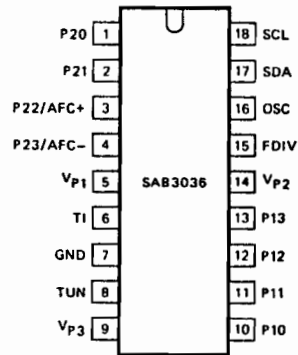 P20 1 18 SCL
P21 2 17 SDA
P22/AFC+ 3 16 OSC
P23/AFC− 4 15 FDIV
VP1 5 SAB3036 14 VP2
TI 6 13 P13
GND 7 12 P12
TUN 8 11 P11
VP3 9 10 P10